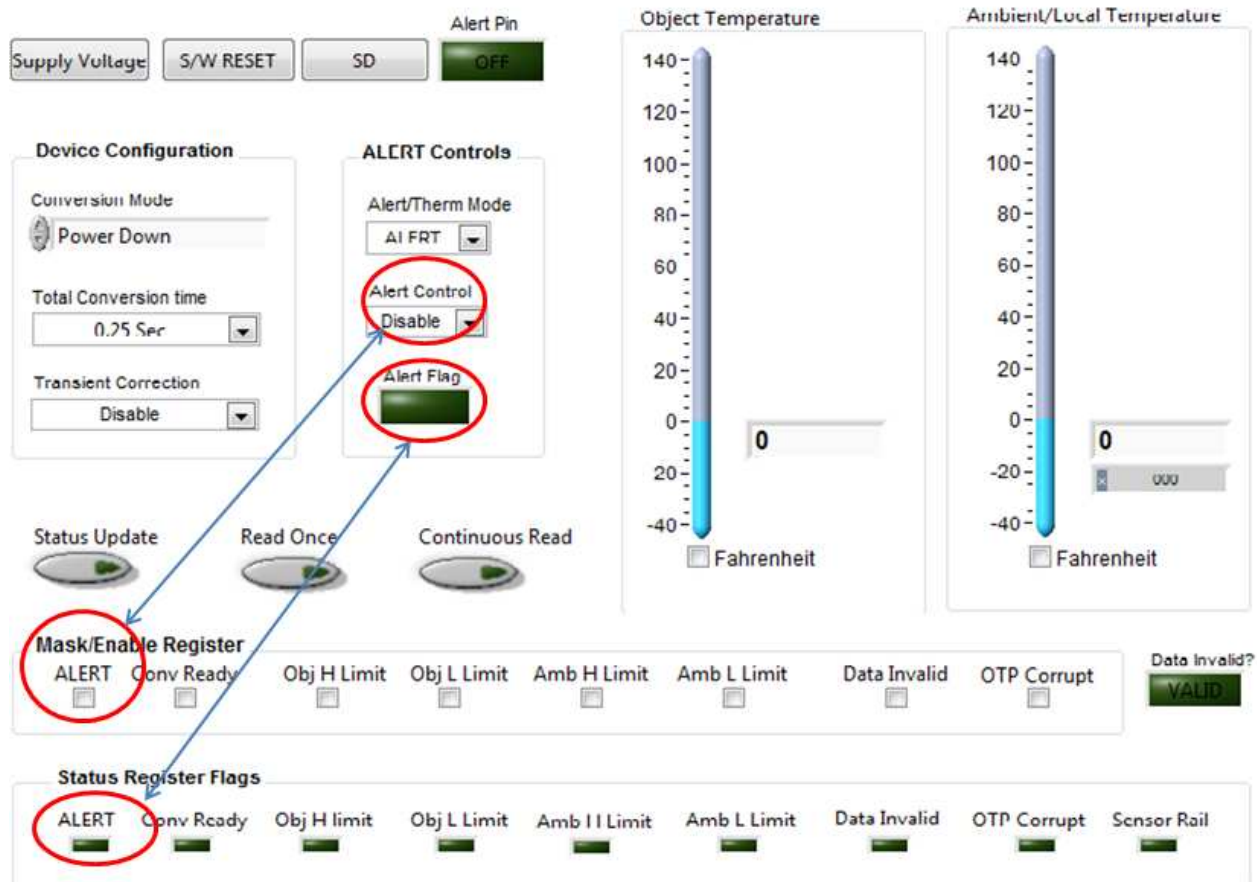 Alert Pin
Supply Voltage
S/W RESET
SD
OFF
Device Configuration
Conversion Mode
Power Down
Total Conversion time
0.25 Sec
Transient Correction
Disable
ALERT Controls
Alert/Therm Mode
ALERT
Alert Control
Disable
Alert Flag
Object Temperature
140
120
100
80
60
40
20
0
20
-40
0
Fahrenheit
Ambient/Local Temperature
140
120
100
80
60
40
20
0
-20
-40
0
000
Fahrenheit
Status Update
Read Once
Continuous Read
Mask/Enable Register
ALERT
Conv Ready
Obj H Limit
Obj L Limit
Amb H Limit
Amb L Limit
Data Invalid
OTP Corrupt
Data Invalid?
VALID
Status Register Flags
ALERT
Conv Ready
Obj H limit
Obj L Limit
Amb H Limit
Amb L Limit
Data Invalid
OTP Corrupt
Sensor Rail